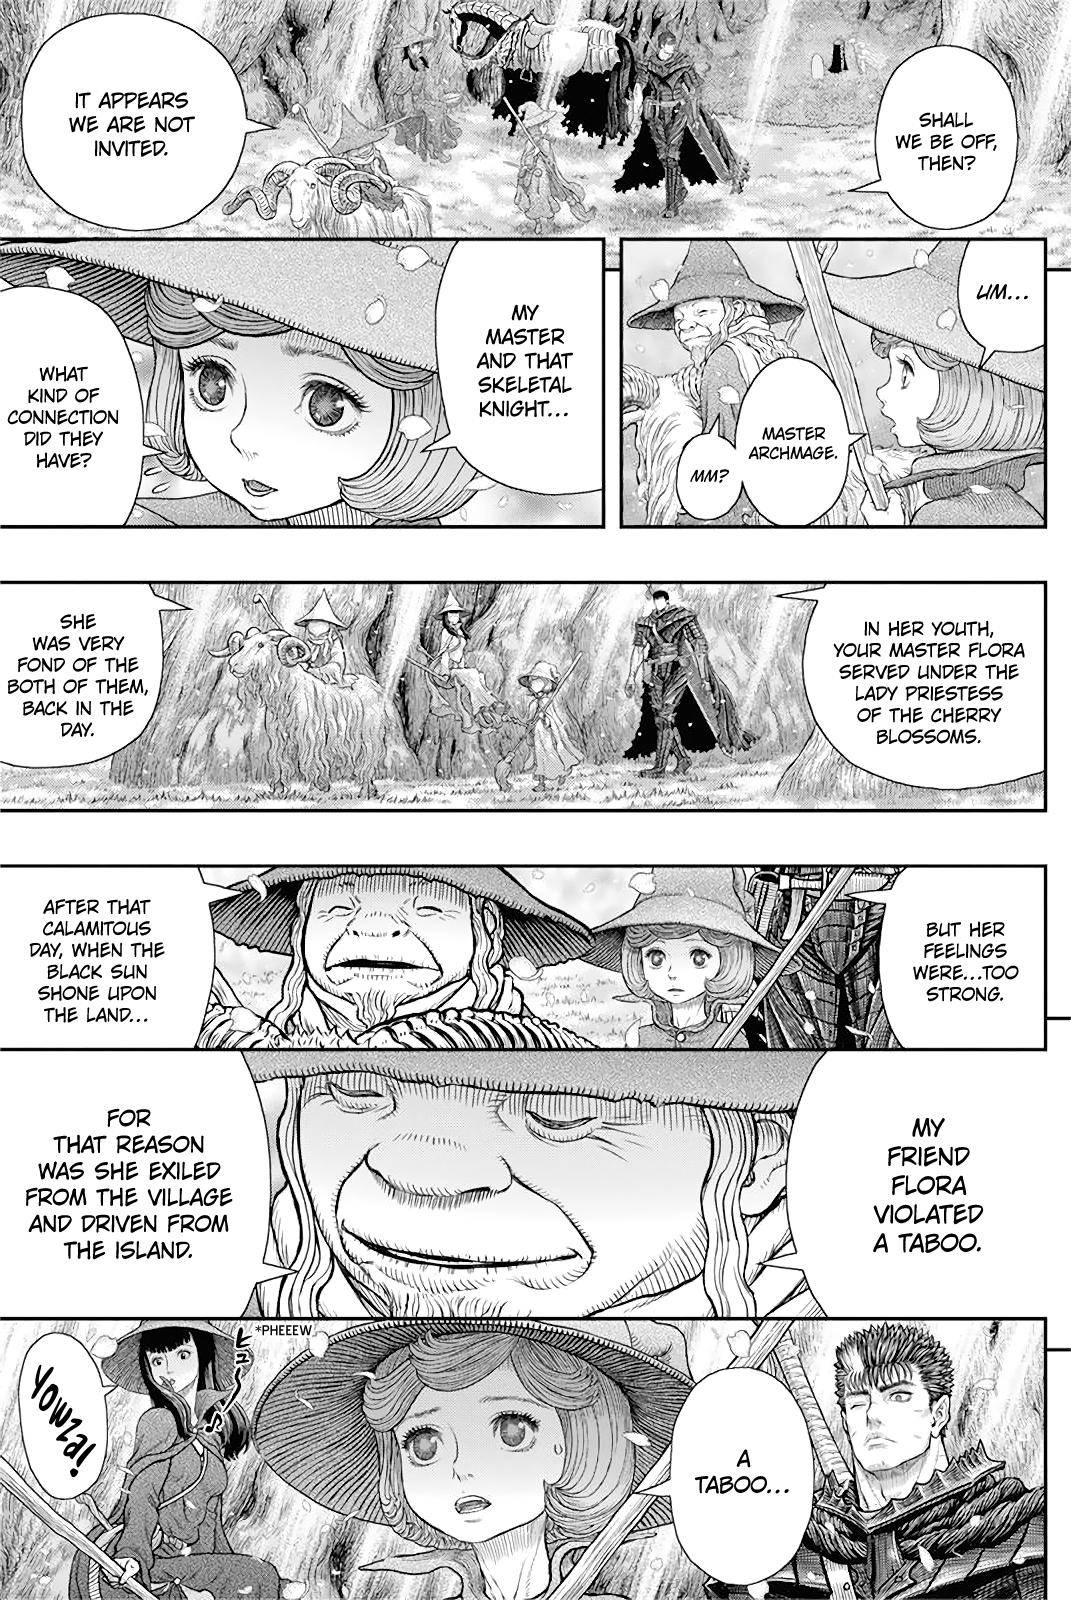 SHALL
WE BE OFF,
THEN?
IT APPEARS
WE ARE NOT
INVITED.
UM...
MASTER
ARCHMAGE.
MM?
MY
MASTER
AND THAT
SKELETAL
KNIGHT...
WHAT
KIND OF
CONNECTION
DID THEY
HAVE?
IN HER YOUTH,
YOUR MASTER FLORA
SERVED UNDER THE
LADY PRIESTESS
OF THE CHERRY
BLOSSOMS.
SHE
WAS VERY
FOND OF THE
BOTH OF THEM,
BACK IN THE
DAY.
BUT HER
FEELINGS
WERE...TOO
STRONG.
AFTER THAT
CALAMITOUS
DAY, WHEN THE
BLACK SUN
SHONE UPON
THE LAND...
MY
FRIEND
FLORA
VIOLATED
A TABOO.
FOR
THAT REASON
WAS SHE EXILED
FROM THE VILLAGE
AND DRIVEN FROM
THE ISLAND.
A
TABOO...
*PHEEEW
ヒュ~♪
YOWZA!